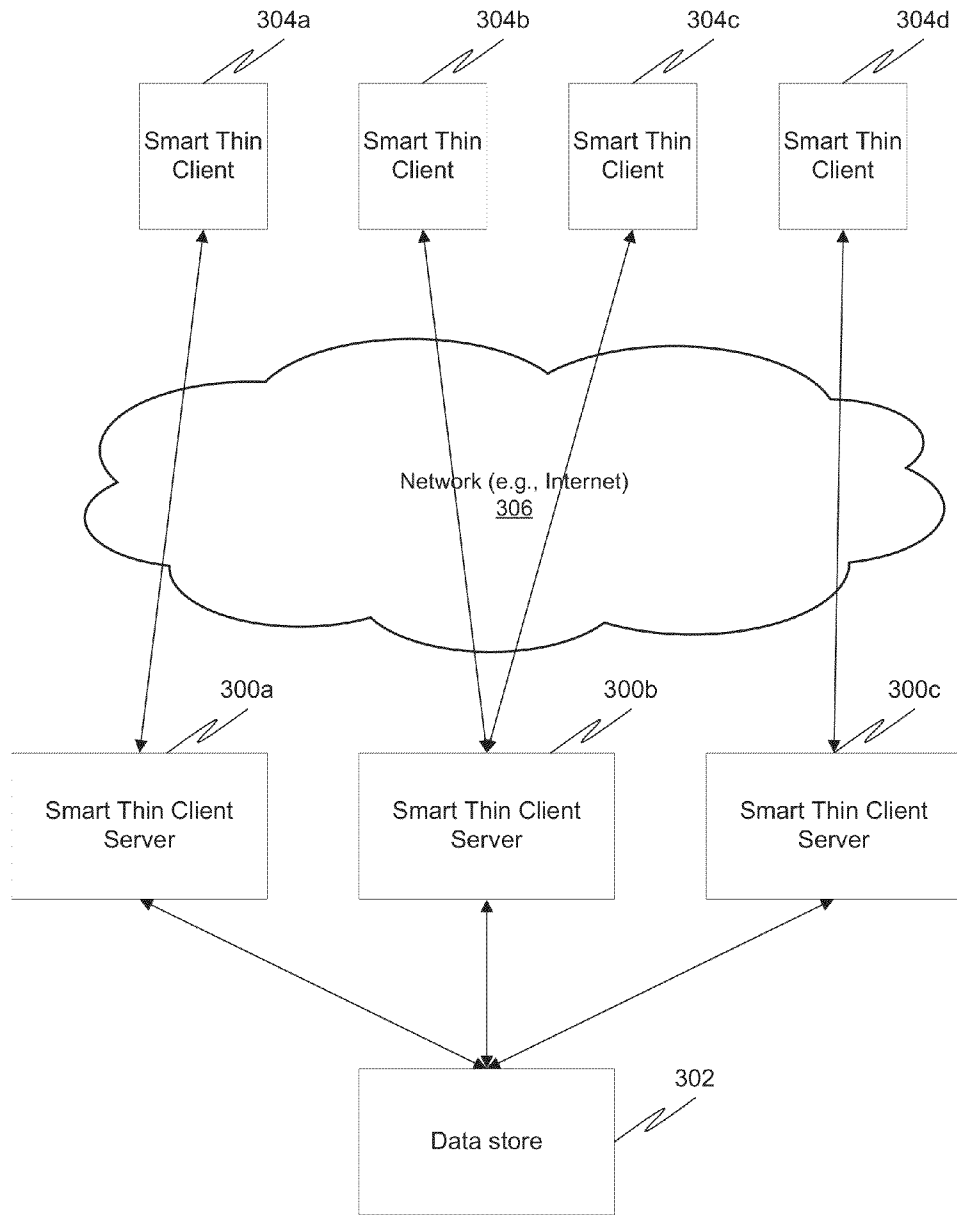 304a
304b
304c
304d
Smart Thin
Client
Smart Thin
Client
Smart Thin
Client
Smart Thin
Client
Network (e.g., Internet)
306
300a
300b
300c
Smart Thin Client
Server
Smart Thin Client
Server
Smart Thin Client
Server
302
Data store